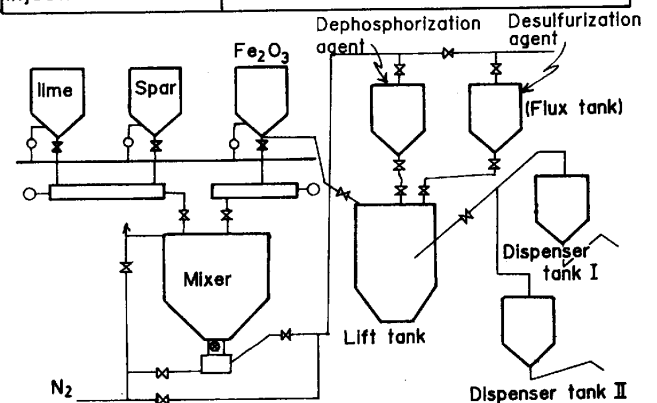 Dephosphorization
agent
Desulfurization
agent
Fe2O3
lime
Spar
(Flux tank)
Mixer
Dispenser
tank I
Lift tank
N2
Dispenser tank II